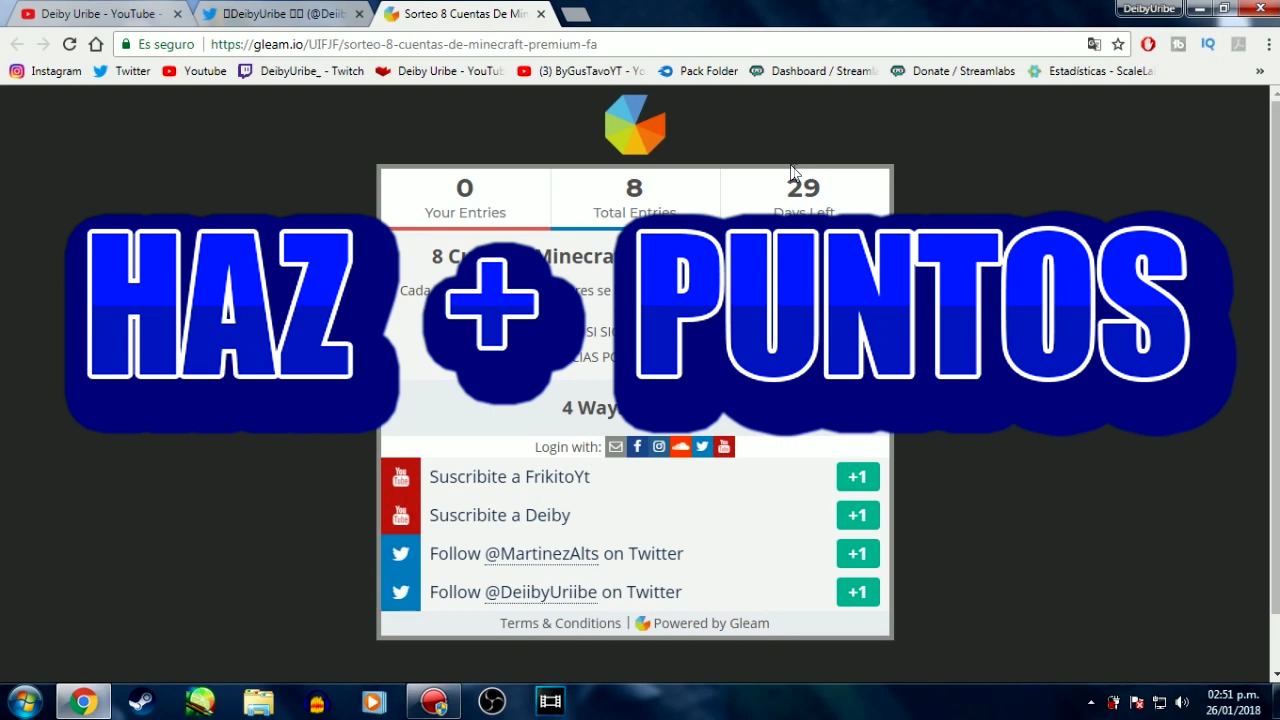 Deiby Uribe - YouTube -
Sorteo 8 Cuentas De Min
DeibyUribe
Es seguro
https://gleam.io/UIFJF/sorteo-8-cuentas-de-minecraft-premium-fa
Instagram
Twitter
Youtube
DeibyUribe_ - Twitch
Deiby Uribe - YouTu
(3) ByGusTavoYT - Yo
Pack Folder
Dashboard / Streaml
Donate / Streamlabs
Estadísticas - ScaleLa
»
0
8
29
Your Entries
Total Entries
Days Left
HAZ + PUNTOS
4 Way
Login with:
Suscribite a FrikitoYt
+1
Suscribite a Deiby
+1
Follow @MartinezAlts on Twitter
+1
Follow @DeiibyUriibe on Twitter
+1
Terms & Conditions | Powered by Gleam
02:51 p.m.
26/01/2018